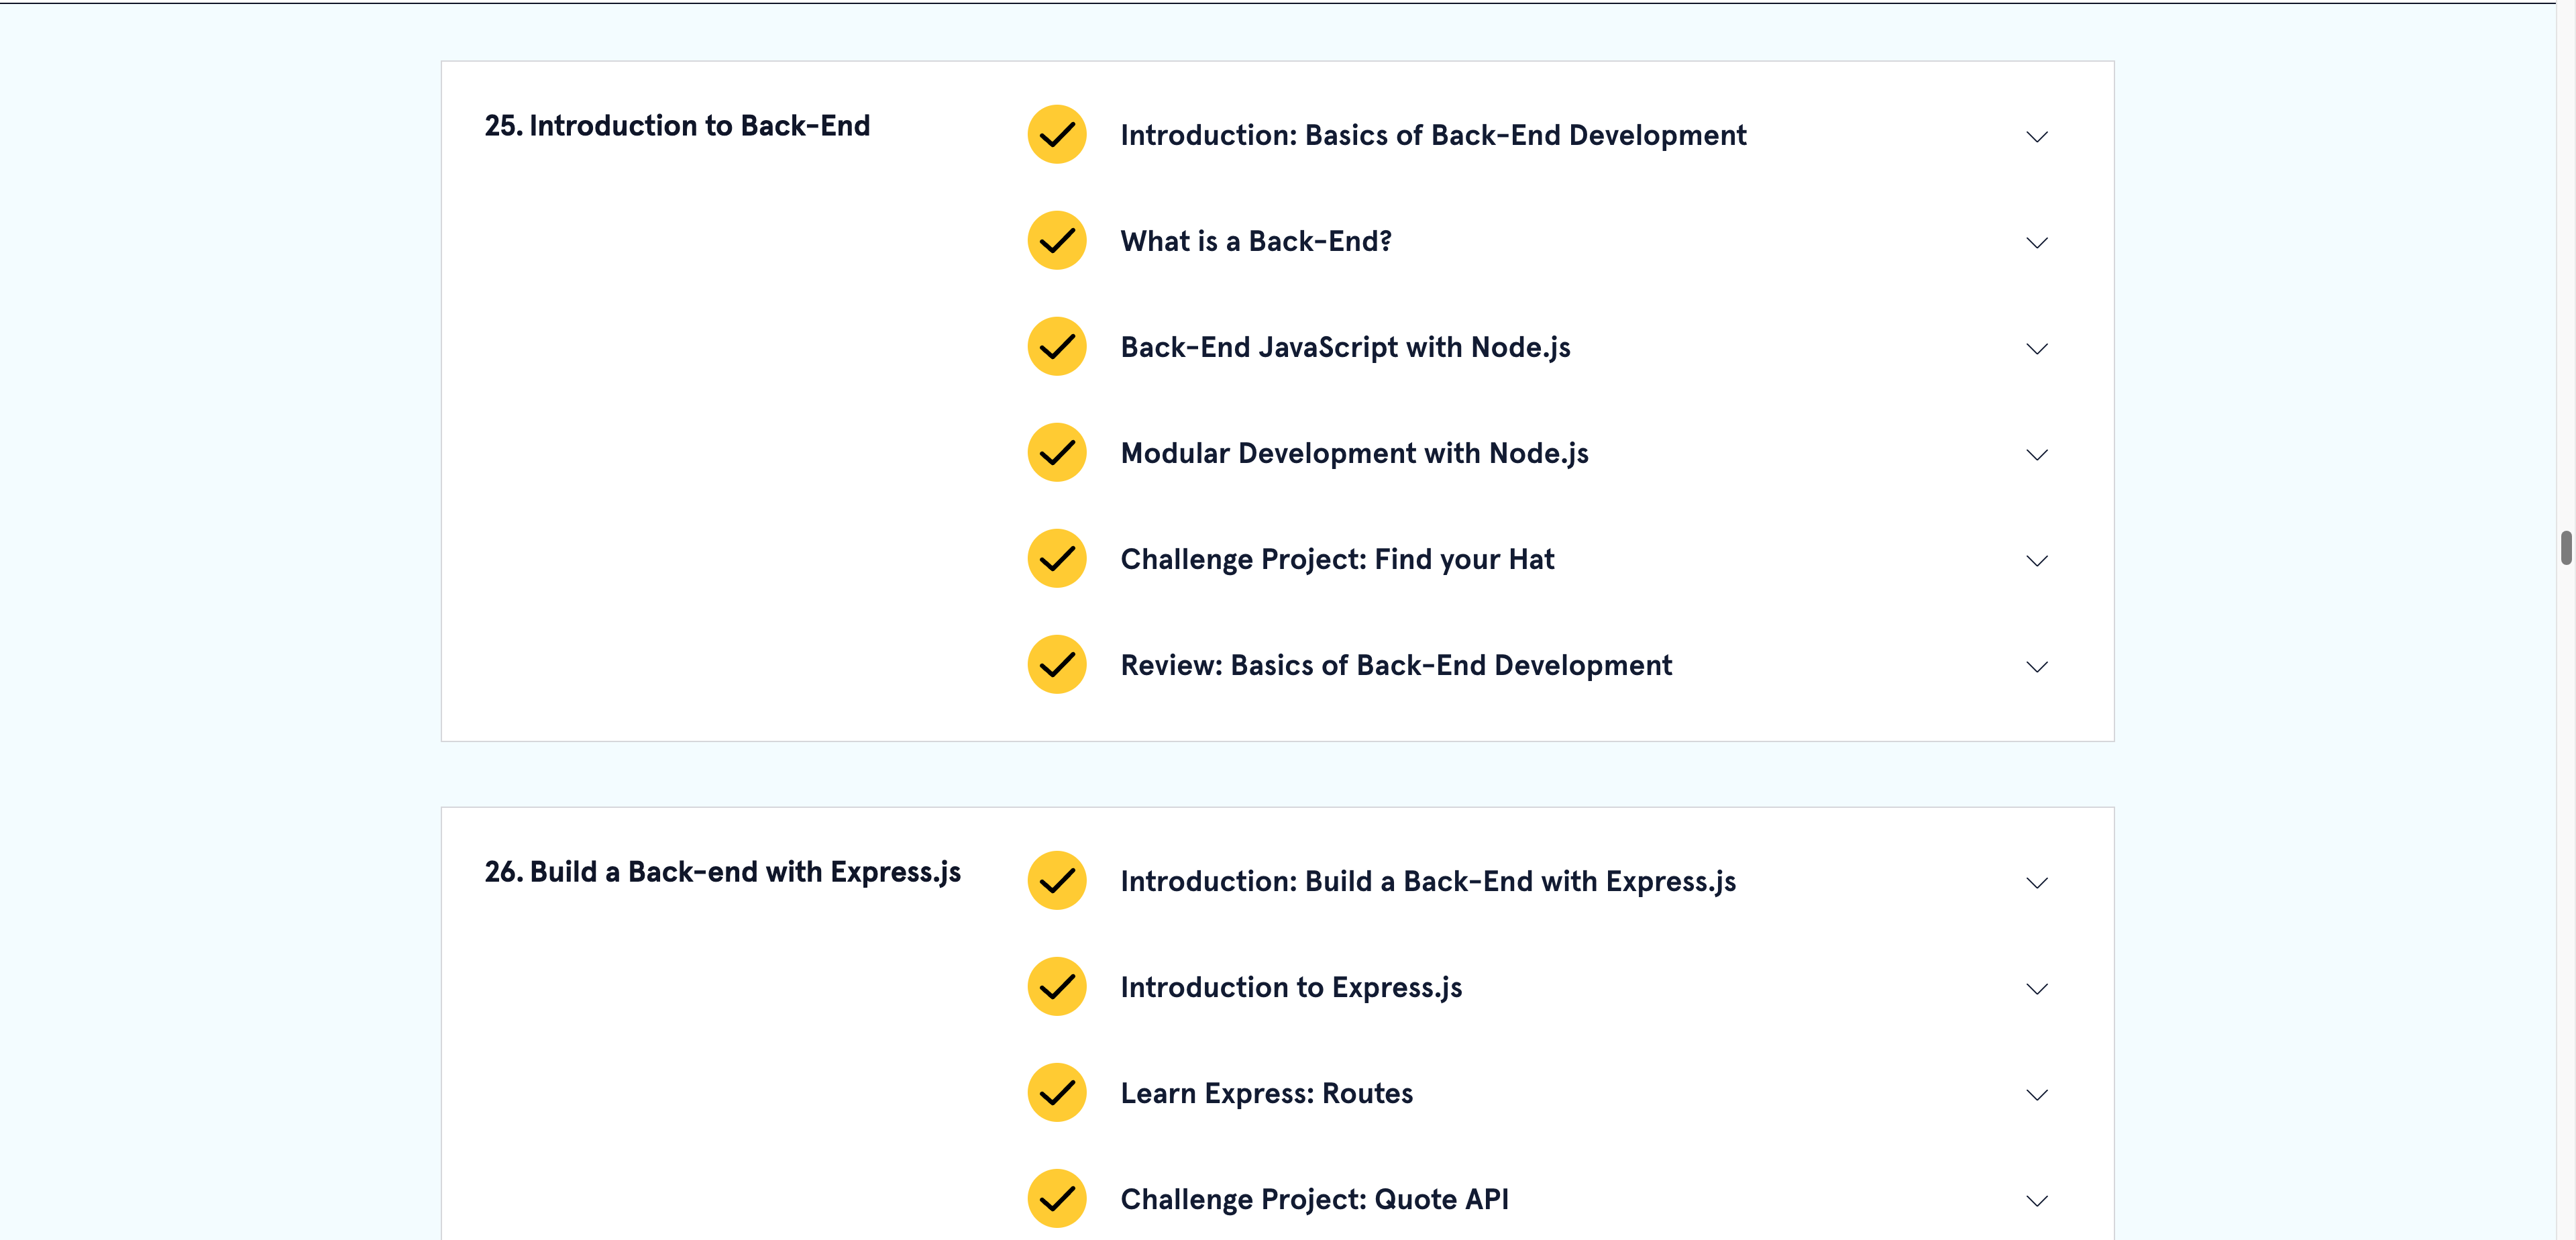 25. Introduction to Back-End
Introduction: Basics of Back-End Development
What is a Back-End?
Back-End JavaScript with Node.js
Modular Development with Node.js
Challenge Project: Find your Hat
Review: Basics of Back-End Development
26. Build a Back-end with Express.js
Introduction: Build a Back-End with Express.js
Introduction to Express.js
Learn Express: Routes
Challenge Project: Quote API